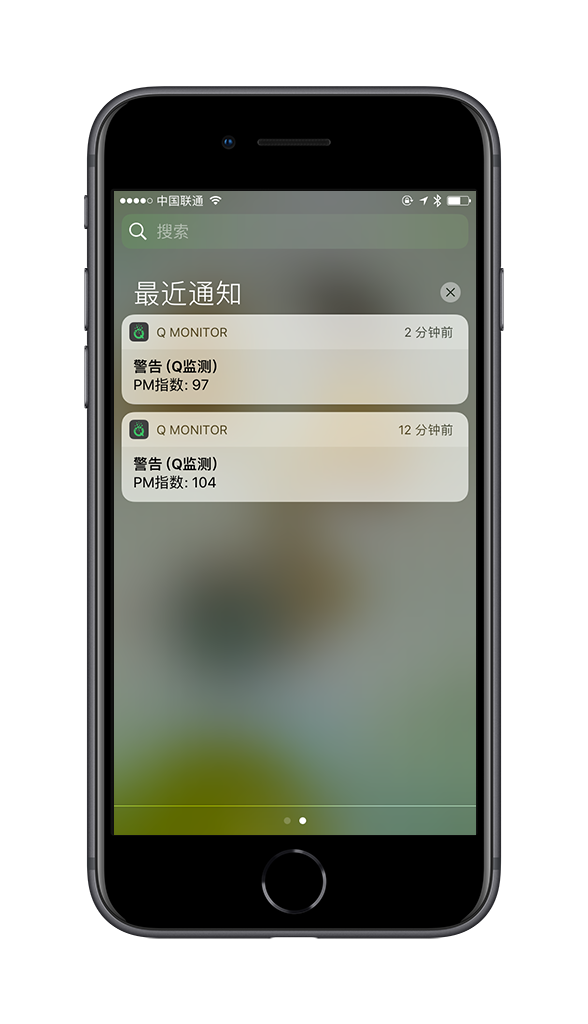 中国联通
搜索
最近通知
Q MONITOR 2 分钟前
警告 (Q监测)
PM指数: 97
Q MONITOR 12 分钟前
警告 (Q监测)
PM指数: 104